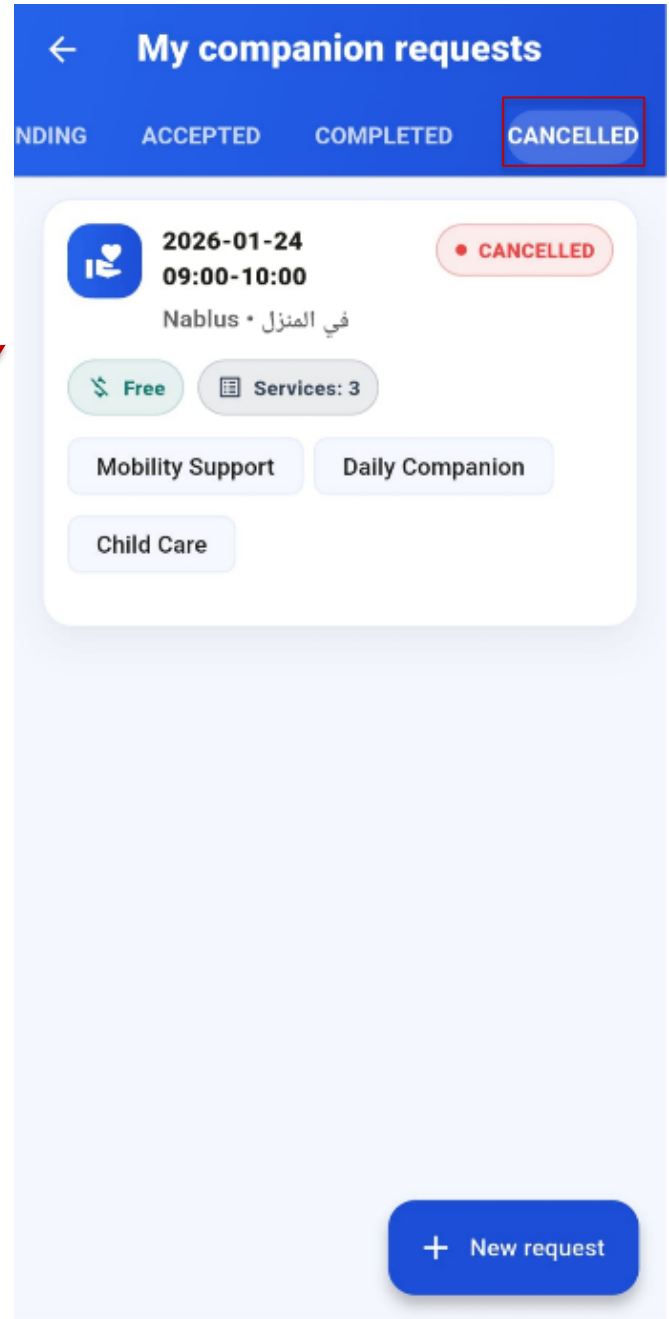 My companion requests
NDING ACCEPTED COMPLETED CANCELLED
2026-01-24
09:00-10:00
CANCELLED
Nablus • في المنزل
Free Services: 3
Mobility Support Daily Companion
Child Care
+ New request